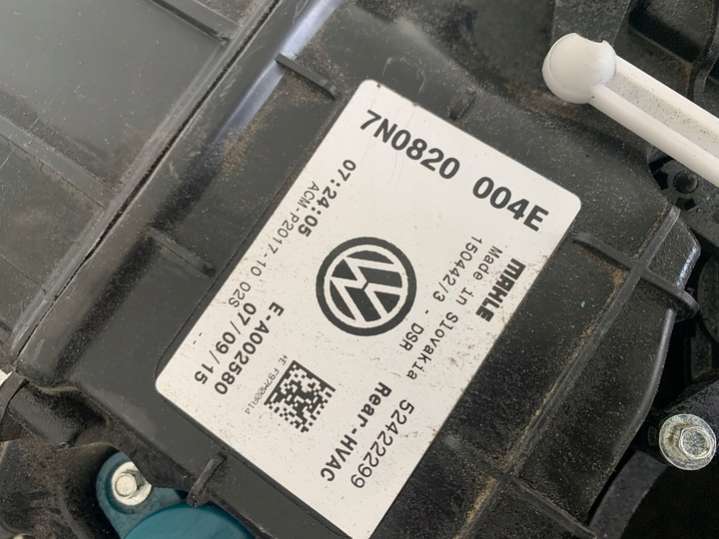 7N0820 004E
07:24:05
ACM-P2017-10 02S
07/09/15
E-A002580
MAHLE
Made in Slovakia
150442/3 - DSR
52422299
Rear-HVAC